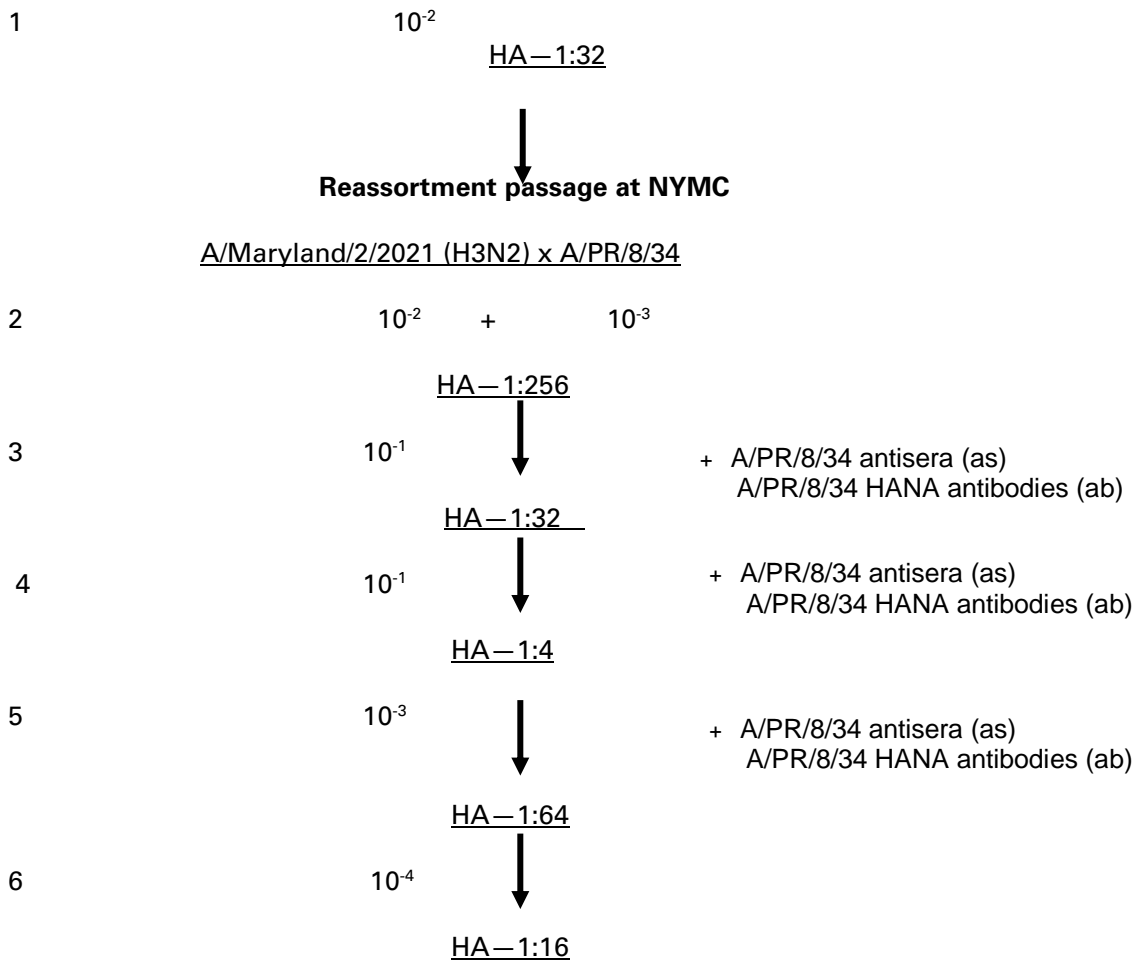 1 10⁻²
HA—1:32
Reassortment passage at NYMC
A/Maryland/2/2021 (H3N2) x A/PR/8/34
2 10⁻² + 10⁻³
HA—1:256
3 10⁻¹ + A/PR/8/34 antisera (as)
A/PR/8/34 HANA antibodies (ab)
HA—1:32
4 10⁻¹ + A/PR/8/34 antisera (as)
A/PR/8/34 HANA antibodies (ab)
HA—1:4
5 10⁻³ + A/PR/8/34 antisera (as)
A/PR/8/34 HANA antibodies (ab)
HA—1:64
6 10⁻⁴
HA—1:16